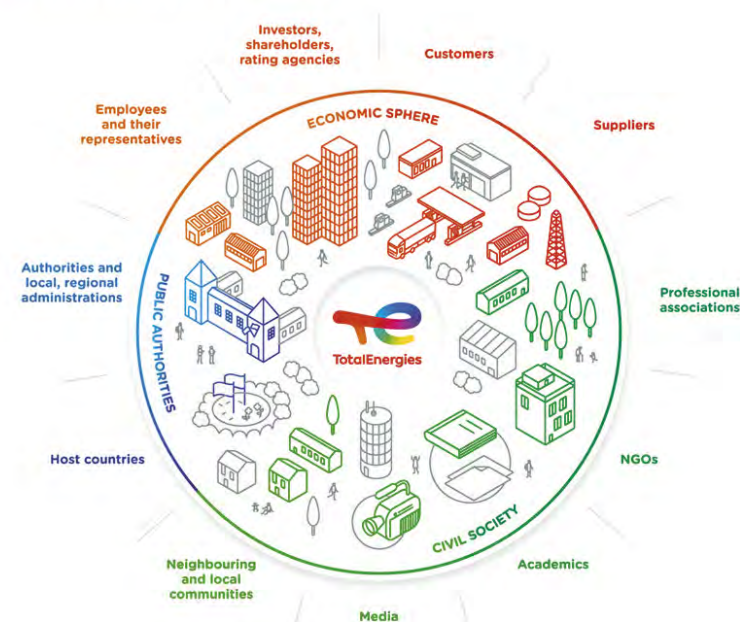 Investors,
shareholders,
rating agencies
Customers
Employees
and their
representatives
ECONOMIC SPHERE
Suppliers
Authorities and
local, regional
administrations
PUBLIC AUTHORITIES
TotalEnergies
Professional
associations
Host countries
NGOs
CIVIL SOCIETY
Neighbouring
and local
communities
Academics
Media